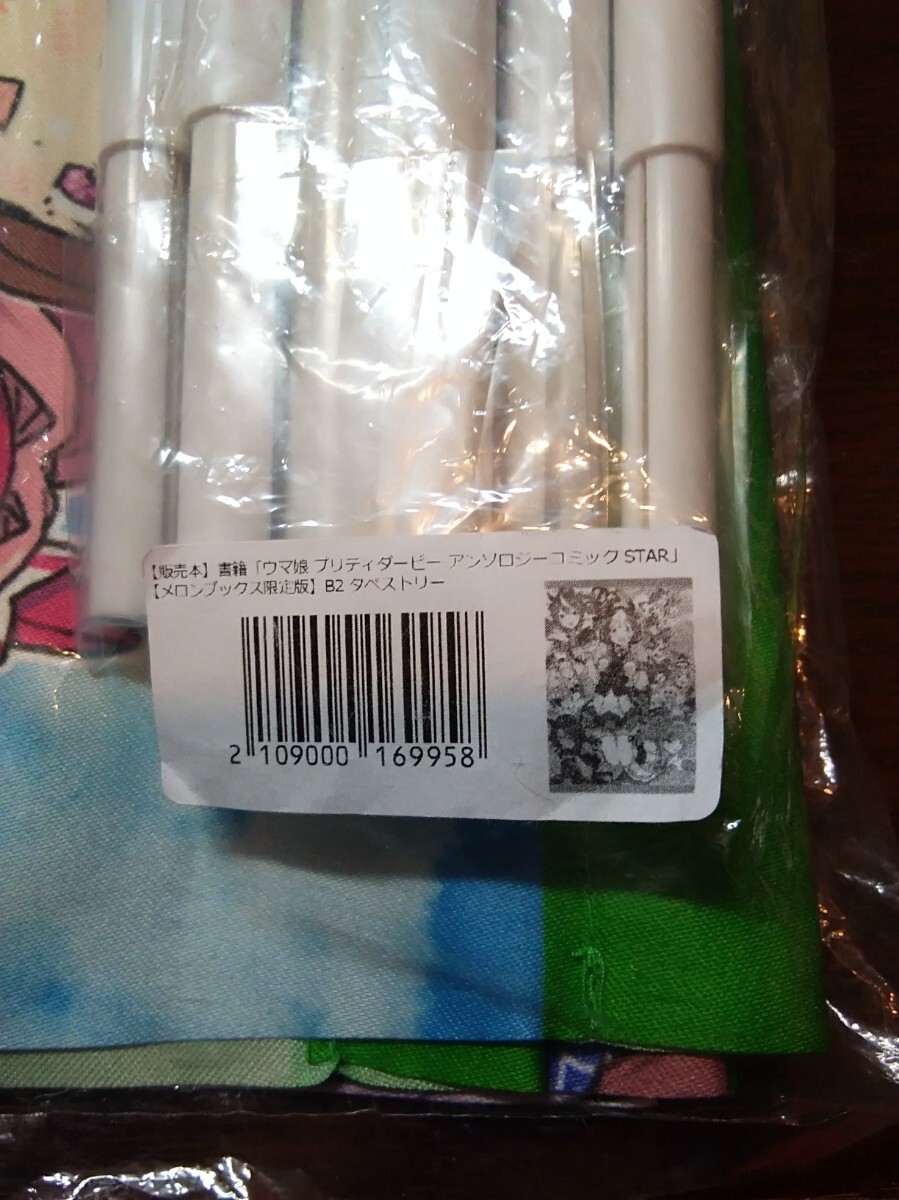 【販売本】書籍「ウマ娘 プリティダービー アンソロジーコミック STAR」
【メロンブックス限定版】B2 タペストリー
2 109000 169958